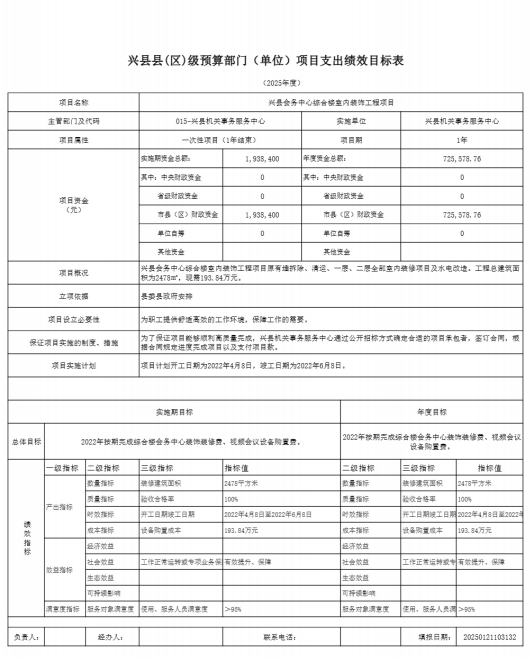 兴县县(区)级预算部门（单位）项目支出绩效目标表
（2025年度）
项目名称 兴县会务中心综合楼室内装饰工程项目
主管部门及代码 015-兴县机关事务服务中心 实施单位 兴县机关事务服务中心
项目属性 一次性项目（1年结束） 项目期 1年
项目资金
（元）
实施期资金总额： 1,938,400 年度资金总额： 725,578.76
其中：中央财政资金 0 其中：中央财政资金 0
省级财政资金 0 省级财政资金 0
市县（区）财政资金 1,938,400 市县（区）财政资金 725,578.76
单位自筹 0 单位自筹 0
其他资金 其他资金
项目概况 兴县会务中心综合楼室内装饰工程项目原有墙拆除、清运、一层、二层全部室内装修项目及水电改造。工程总建筑面
积为2478㎡，现需193.84万元。
立项依据 县委县政府安排
项目设立必要性 为职工提供舒适高效的工作环境，保障工作的需要。
保证项目实施的制度、措施 为了保证项目能够顺利高质量完成，兴县机关事务服务中心通过公开招标方式确定合适的项目承包者，签订合同，根
据合同规定进度完成项目以及支付项目款。
项目实施计划 项目计划开工日期为2022年4月8日，竣工日期为2022年6月8日。
实施期目标 年度目标
总体目标 2022年按期完成综合楼会务中心装饰装修费、视频会议设备购置费。 2022年按期完成综合楼会务中心装饰装修费、视频会议
设备购置费。
绩效指标
一级指标 二级指标 三级指标 指标值 二级指标 三级指标 指标值
产出指标 数量指标 装修建筑面积 2478平方米 数量指标 装修建筑面积 2478平方米
质量指标 验收合格率 100% 质量指标 验收合格率 100%
时效指标 开工日期竣工日期 2022年4月8日至2022年6月8日 时效指标 开工日期竣工日期 2022年4月8日至2022
成本指标 设备购置成本 193.84万元 成本指标 设备购置成本 193.84万元
效益指标 经济效益 经济效益
社会效益 工作正常运转或专项业务保 有效提升、保障 社会效益 工作正常运转或专 有效提升、保障
生态效益 生态效益
可持续影响 可持续影响
满意度指标 服务对象满意度 使用、服务人员满意度 >98% 服务对象满意度 使用、服务人员满 >98%
负责人： 经办人： 联系电话： 填报日期： 20250121103132